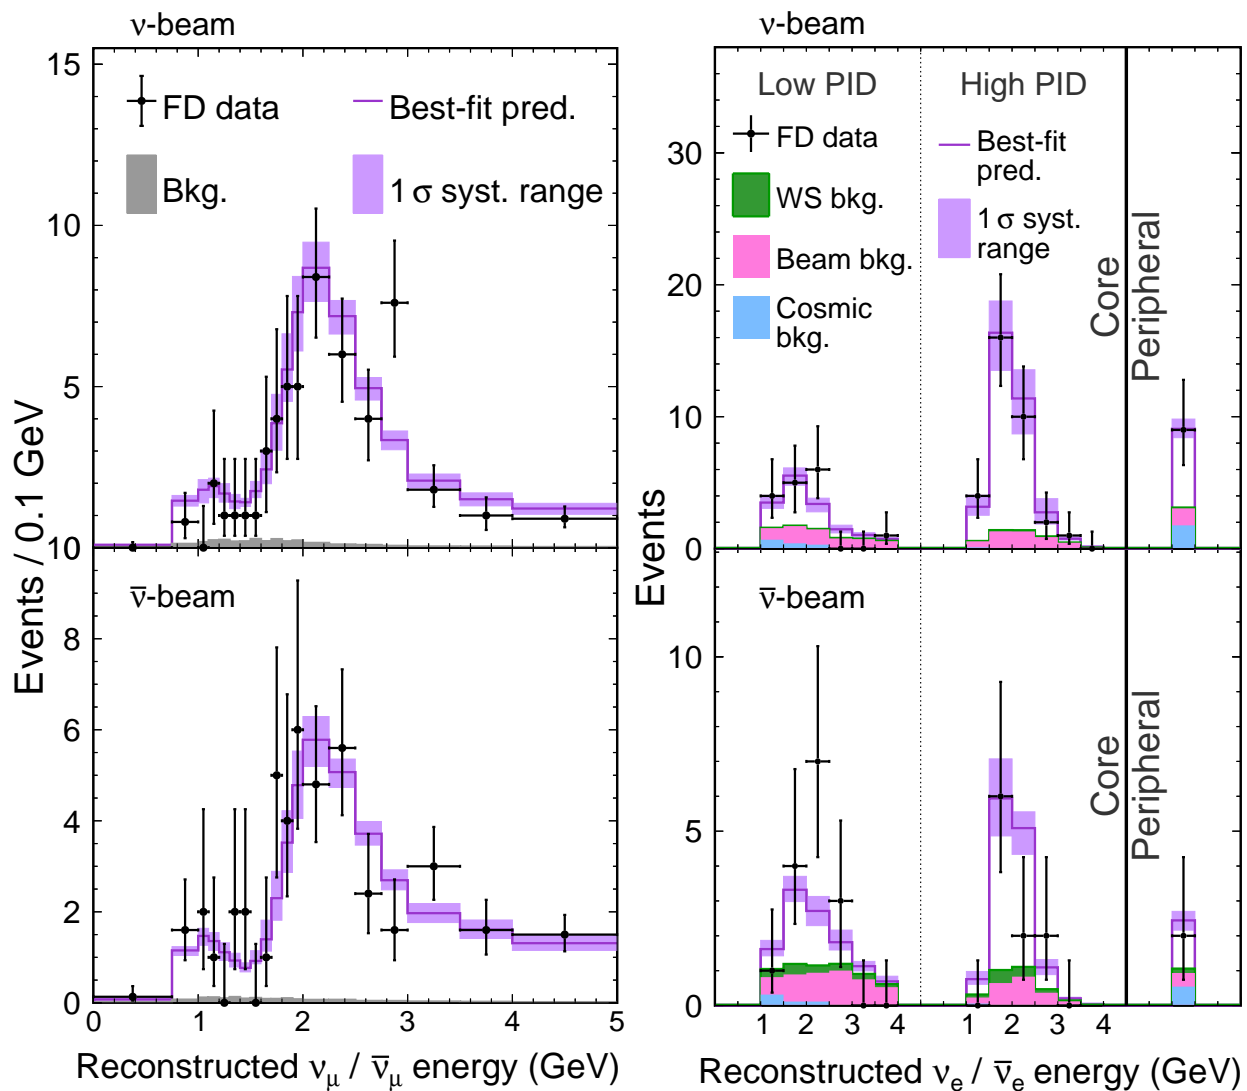 ν-beam
15
10
5
10
FD data
Best-fit pred.
Bkg.
1 σ syst. range
Events / 0.1 GeV
ν̅-beam
8
6
4
2
0
0 1 2 3 4 5
Reconstructed ν_μ / ν̅_μ energy (GeV)
ν-beam
30
20
10
0
Low PID
High PID
FD data
WS bkg.
Beam bkg.
Cosmic
bkg.
Best-fit
pred.
1 σ syst.
range
Core
Peripheral
Events
ν̅-beam
10
5
0
Core
Peripheral
1 2 3 4 1 2 3 4
Reconstructed ν_e / ν̅_e energy (GeV)